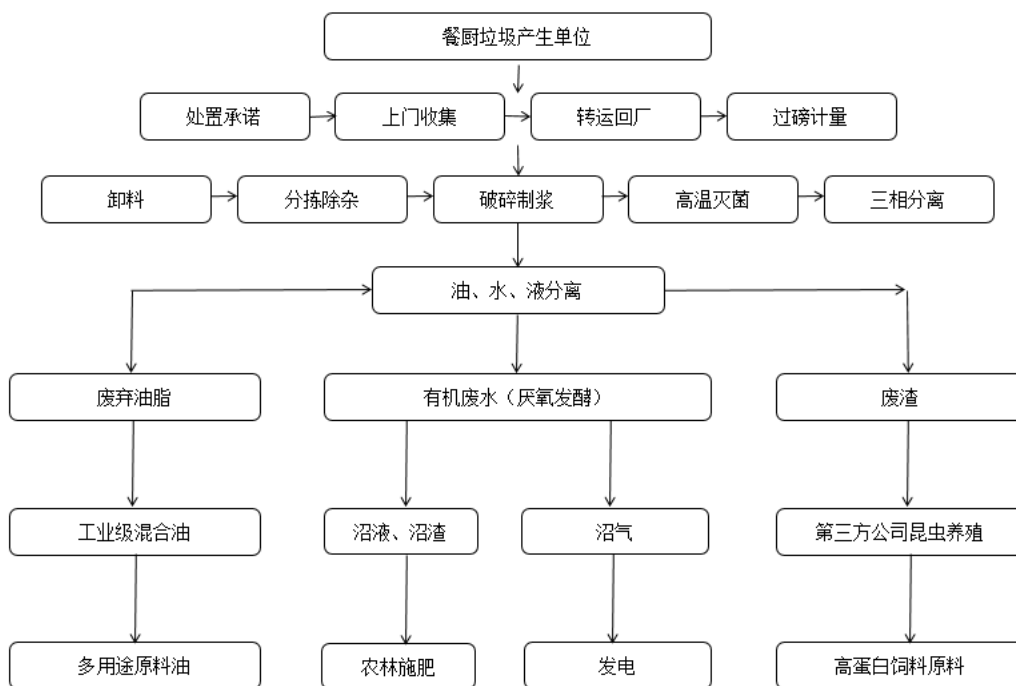 餐厨垃圾产生单位
处置承诺
上门收集
转运回厂
过磅计量
卸料
分拣除杂
破碎制浆
高温灭菌
三相分离
油、水、液分离
废弃油脂
有机废水（厌氧发酵）
废渣
工业级混合油
沼液、沼渣
沼气
第三方公司昆虫养殖
多用途原料油
农林施肥
发电
高蛋白饲料原料